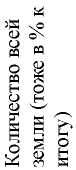 Количество всей
земли (тоже в % к
итогу)